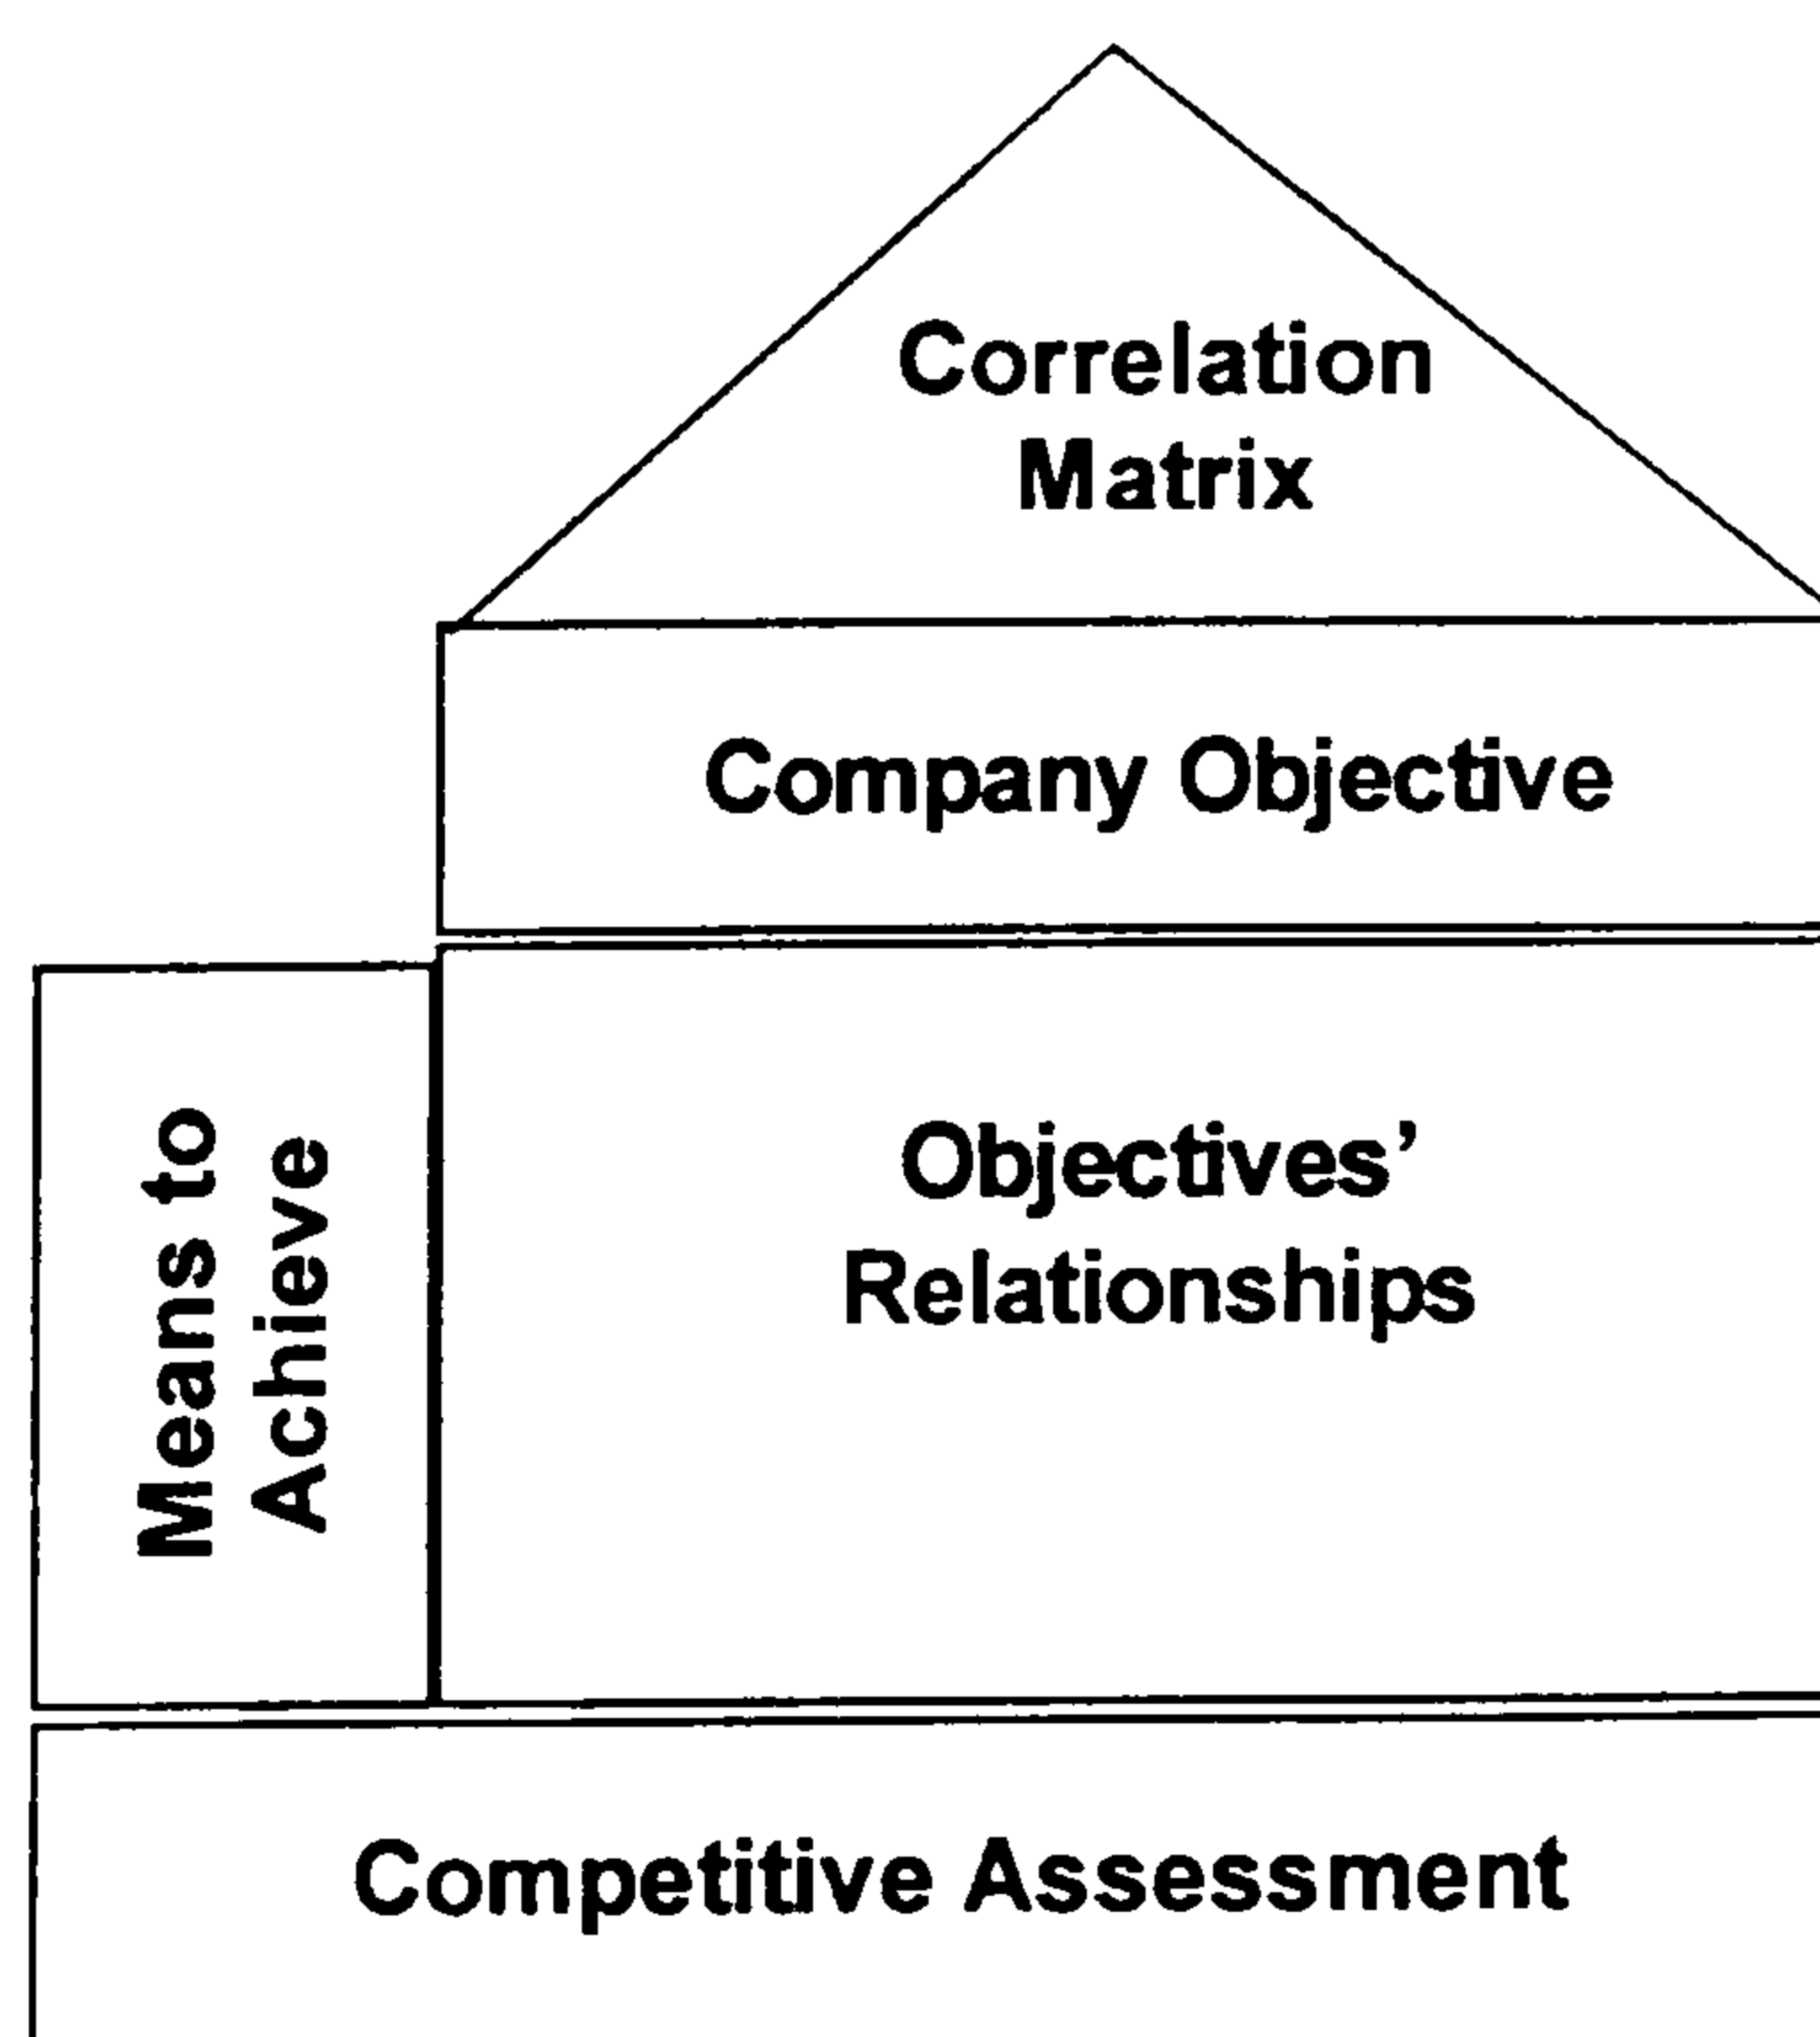 Correlation
Matrix
Company Objective
Means to
Achieve
Objectives’
Relationships
Competitive Assessment